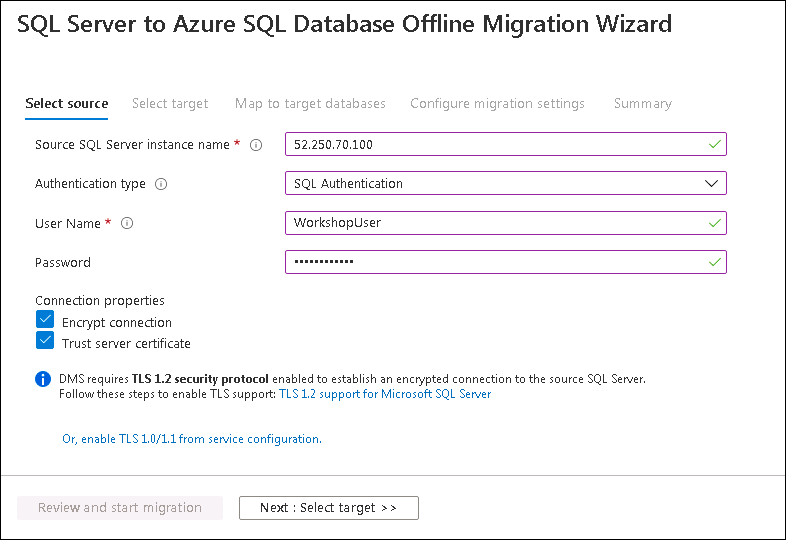 SQL Server to Azure SQL Database Offline Migration Wizard
Select source Select target Map to target databases Configure migration settings Summary
Source SQL Server instance name * 52.250.70.100
Authentication type SQL Authentication
User Name * WorkshopUser
Password ••••••••••••
Connection properties
Encrypt connection
Trust server certificate
DMS requires TLS 1.2 security protocol enabled to establish an encrypted connection to the source SQL Server.
Follow these steps to enable TLS support: TLS 1.2 support for Microsoft SQL Server
Or, enable TLS 1.0/1.1 from service configuration.
Review and start migration Next : Select target >>